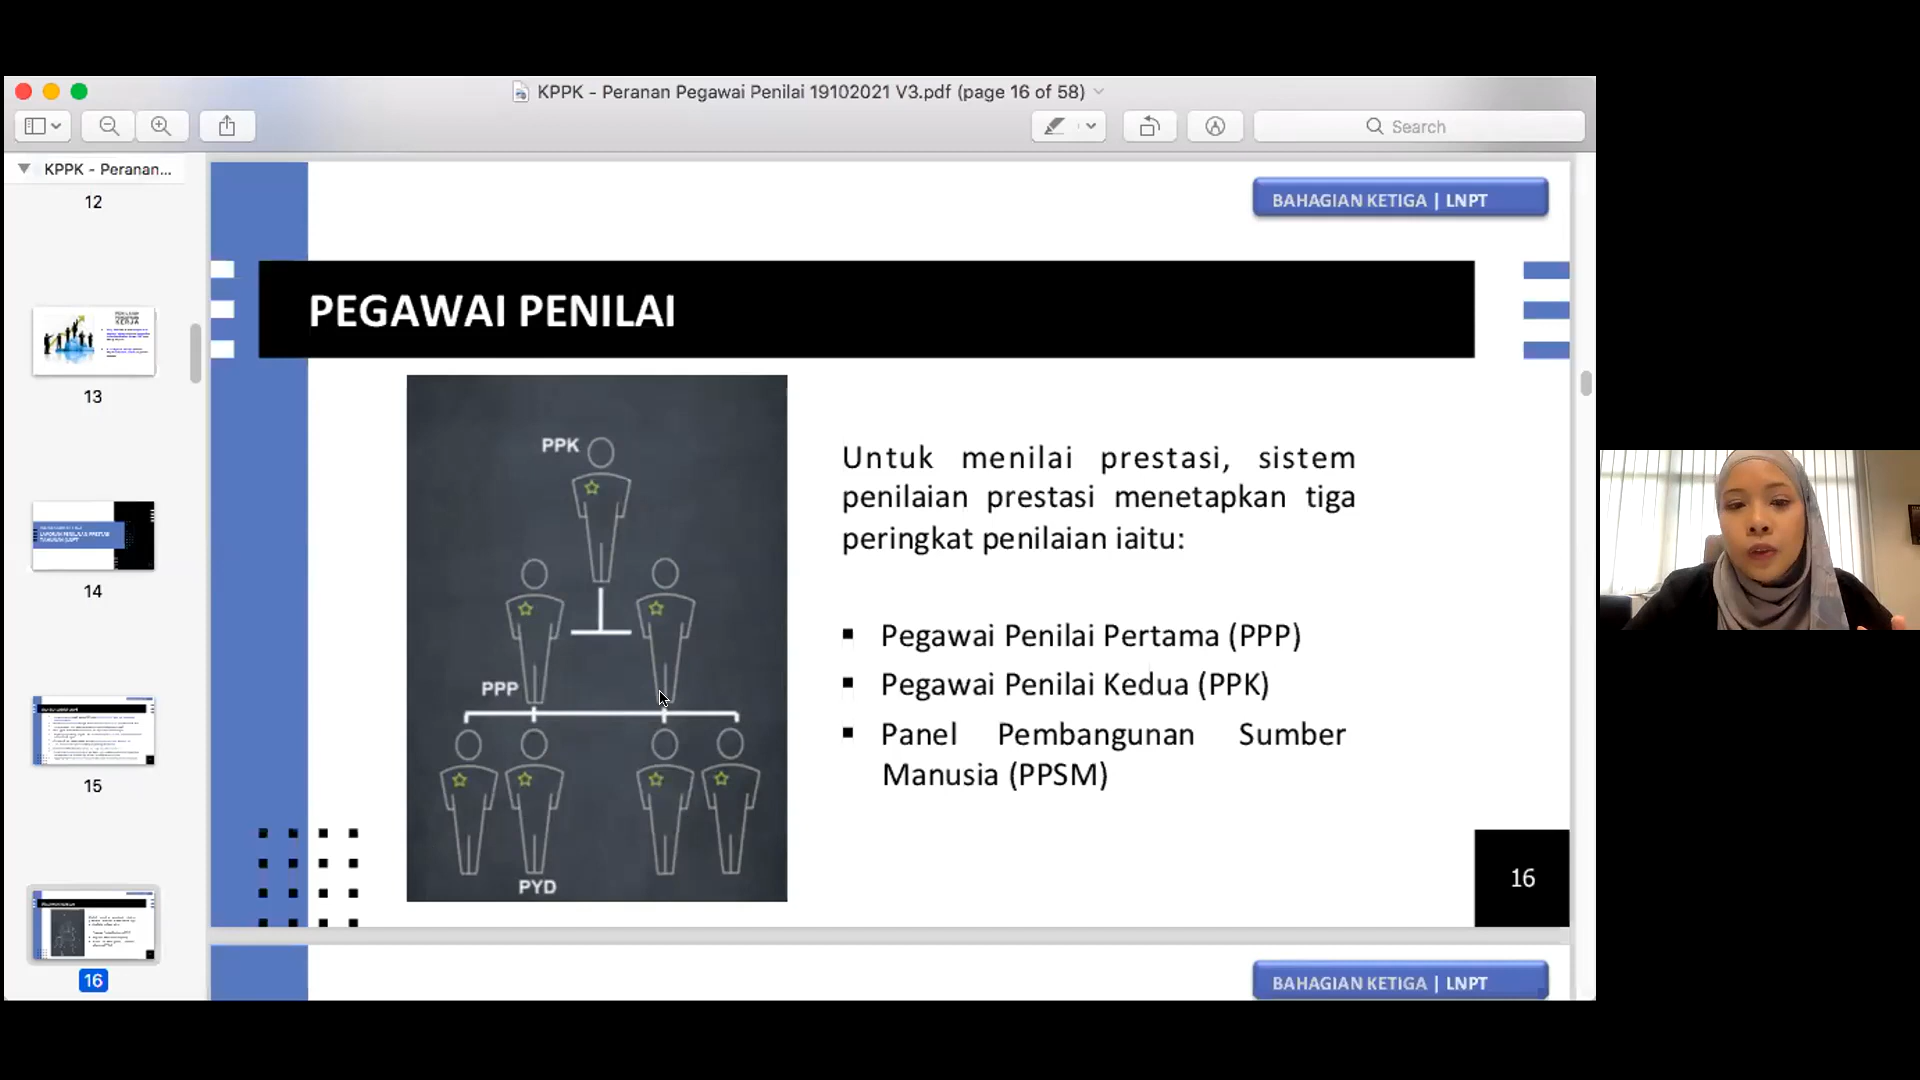 KPPK - Peranan Pegawai Penilai 19102021 V3.pdf (page 16 of 58)
Search
KPPK - Peranan...
12
13
14
15
16
BAHAGIAN KETIGA | LNPT
PEGAWAI PENILAI
PPK
PPP
PYD
Untuk menilai prestasi, sistem
penilaian prestasi menetapkan tiga
peringkat penilaian iaitu:
▪ Pegawai Penilai Pertama (PPP)
▪ Pegawai Penilai Kedua (PPK)
▪ Panel Pembangunan Sumber
Manusia (PPSM)
16
BAHAGIAN KETIGA | LNPT